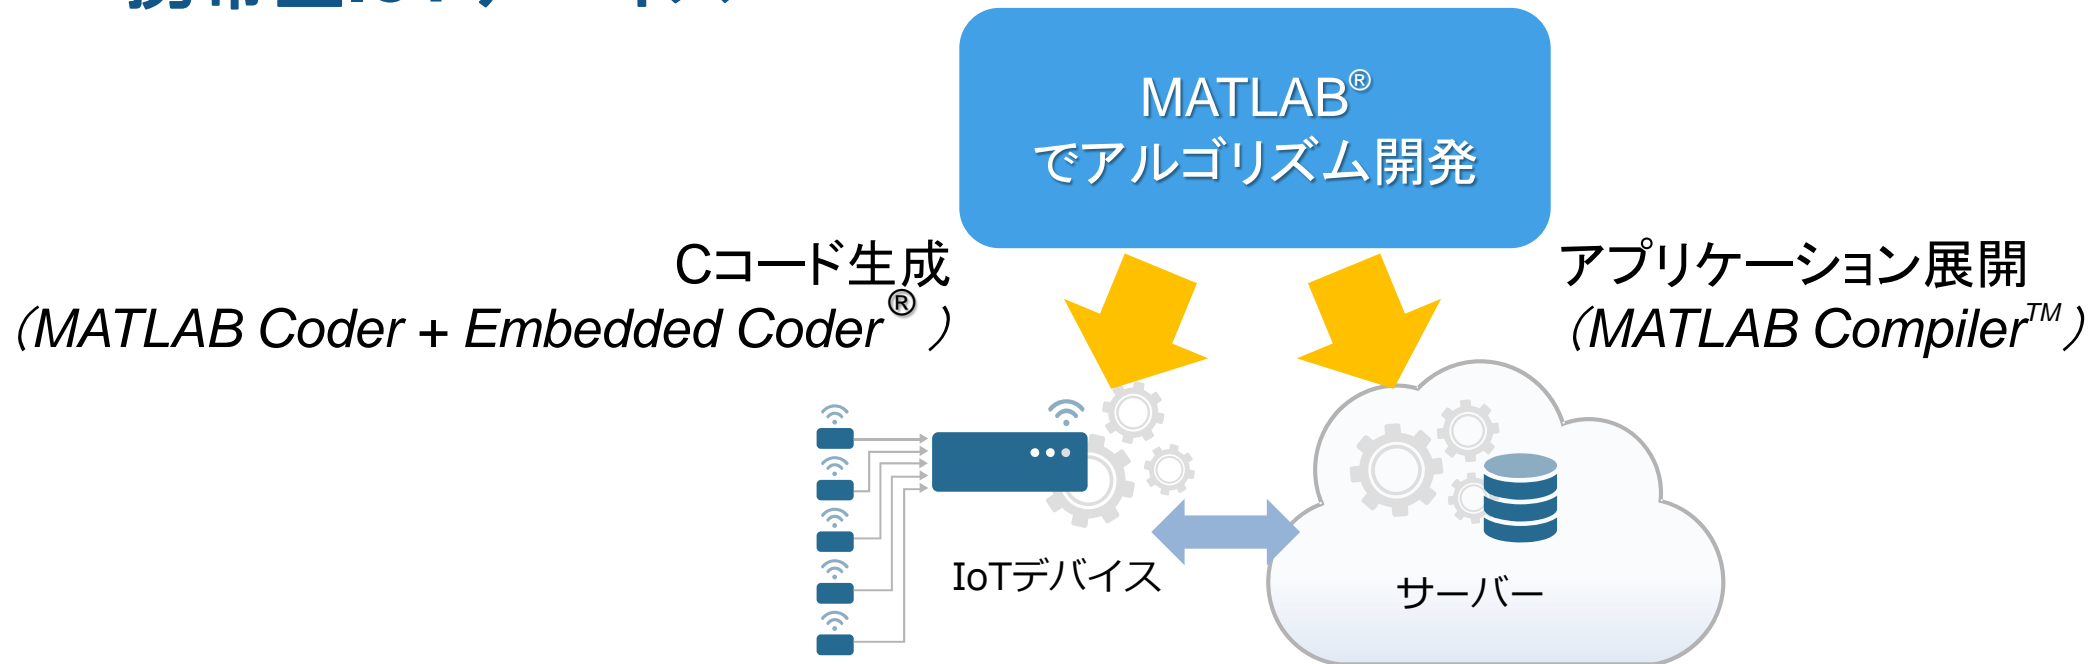 MATLAB®
でアルゴリズム開発
Cコード生成
（MATLAB Coder + Embedded Coder®）
アプリケーション展開
（MATLAB Compiler™）
IoTデバイス
サーバー